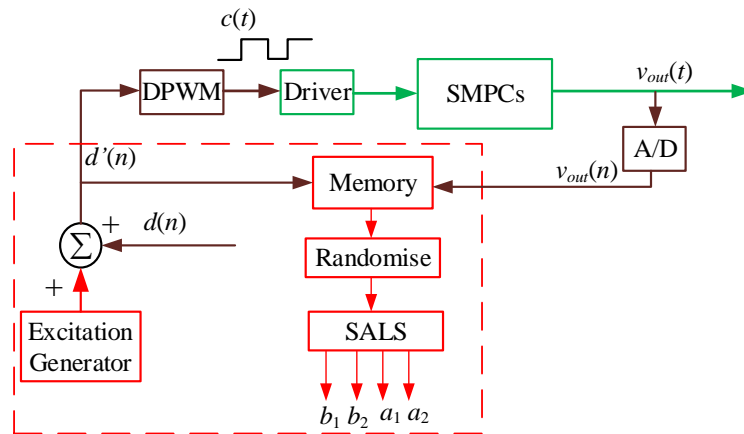 c(t)
DPWM
Driver
SMPCs
v_out(t)
A/D
d’(n)
Memory
v_out(n)
+
Σ
d(n)
+
Randomise
Excitation
Generator
SALS
b₁ b₂ a₁ a₂